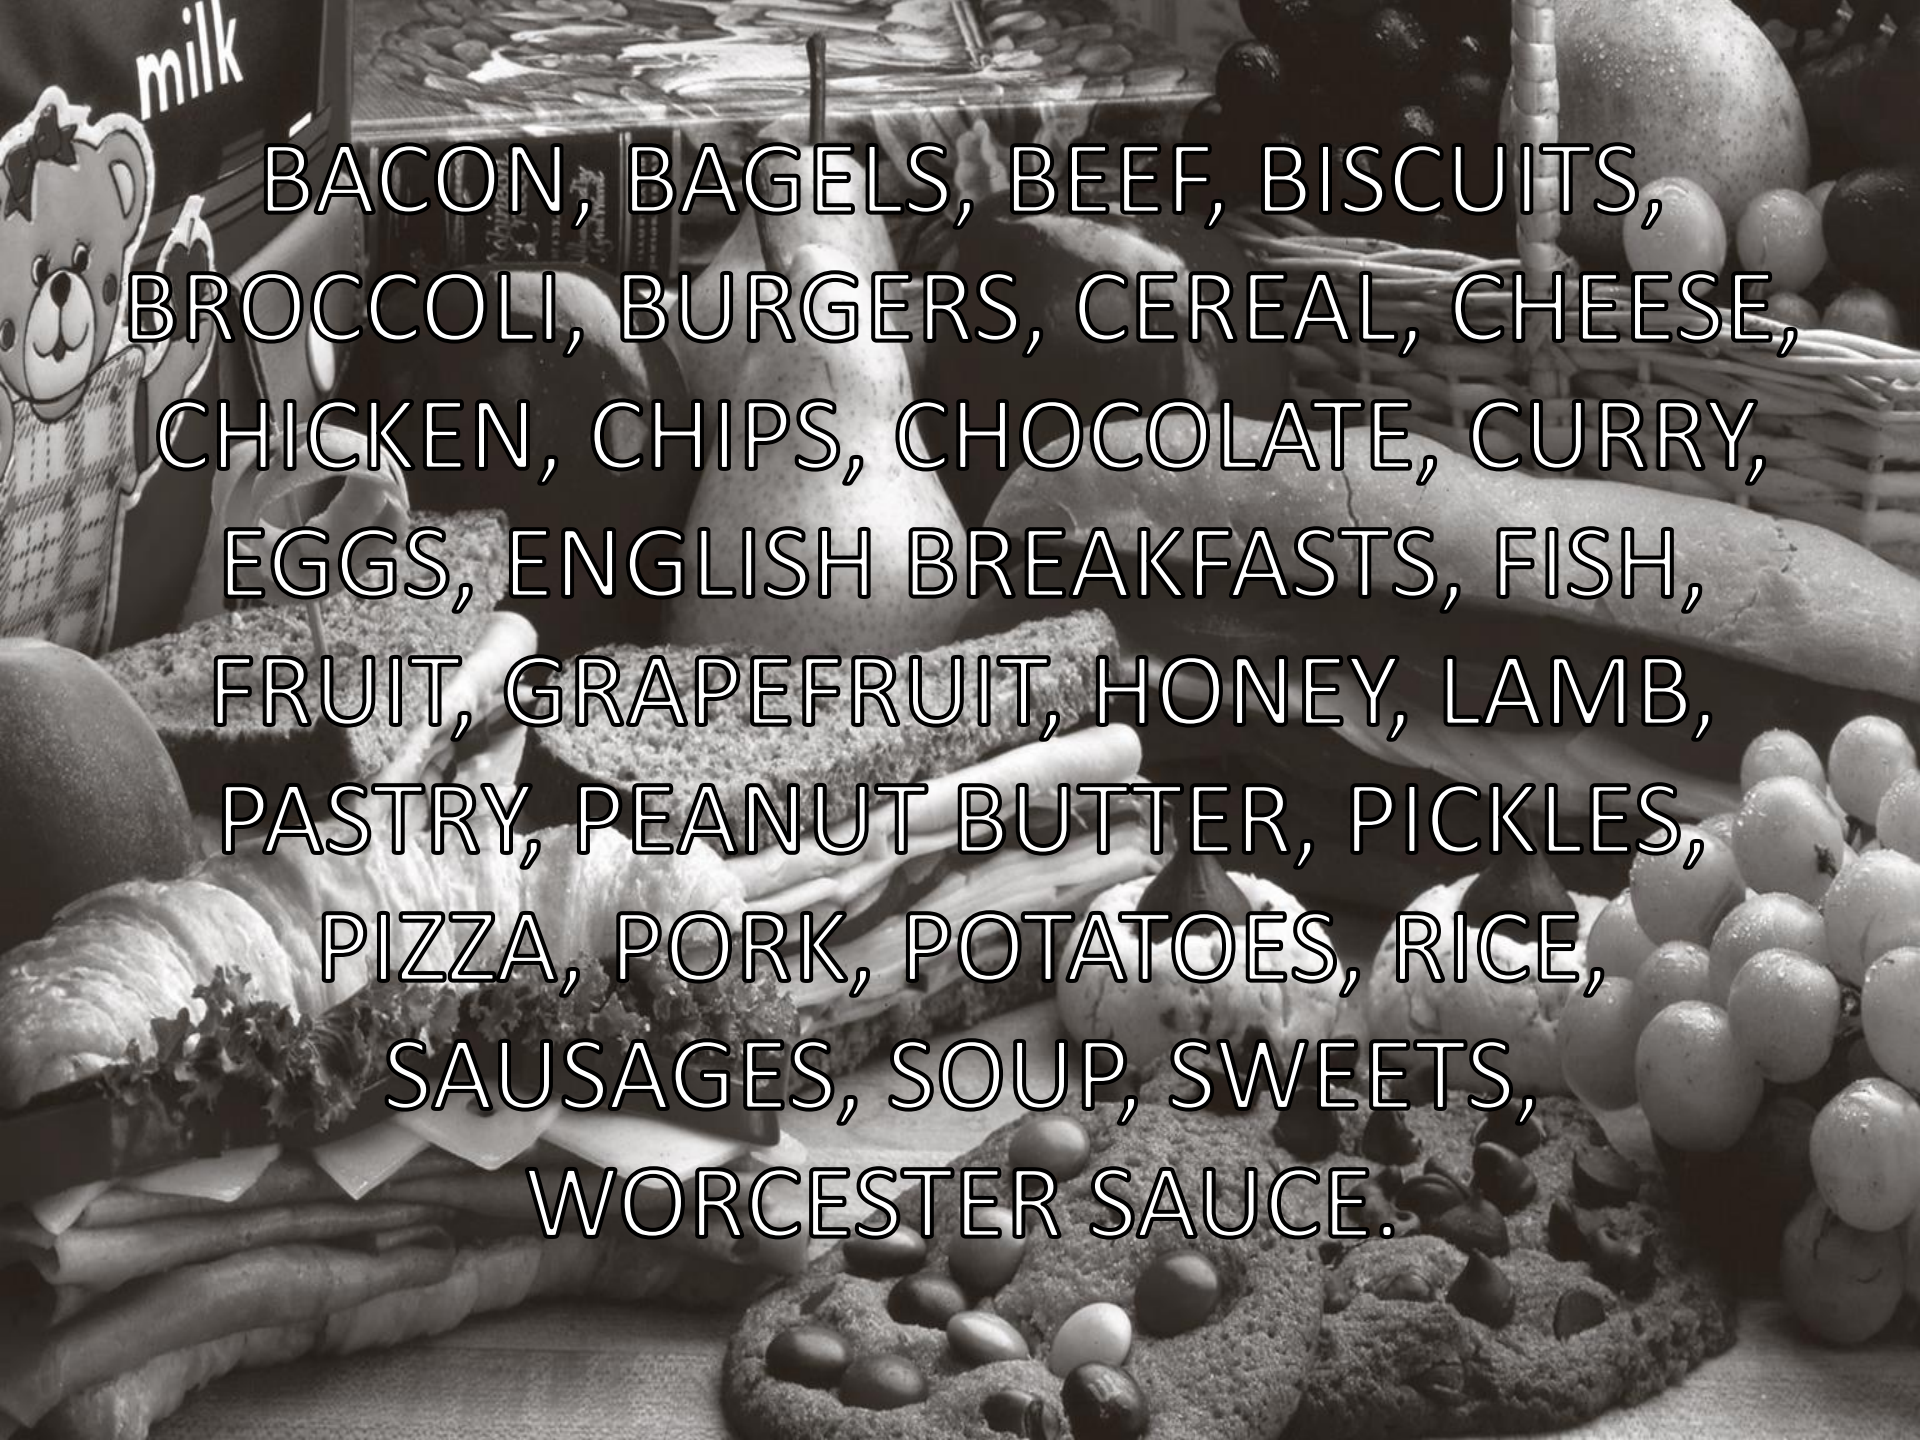 milk
BACON, BAGELS, BEEF, BISCUITS,
BROCCOLI, BURGERS, CEREAL, CHEESE,
CHICKEN, CHIPS, CHOCOLATE, CURRY,
EGGS, ENGLISH BREAKFASTS, FISH,
FRUIT, GRAPEFRUIT, HONEY, LAMB,
PASTRY, PEANUT BUTTER, PICKLES,
PIZZA, PORK, POTATOES, RICE,
SAUSAGES, SOUP, SWEETS,
WORCESTER SAUCE.